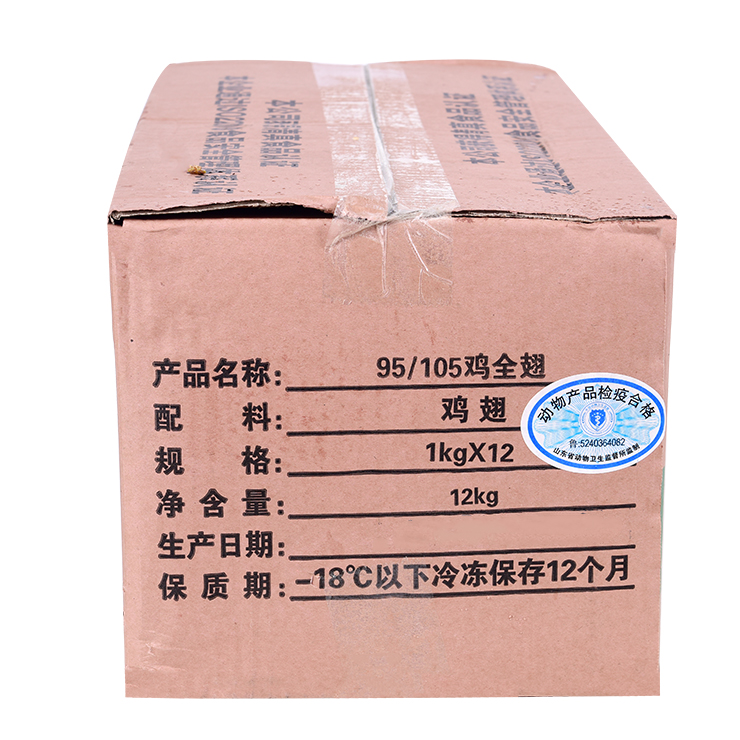 产品名称： 95/105鸡全翅
配料： 鸡翅
规格： 1kgX12
净含量： 12kg
生产日期：
保质期： -18℃以下冷冻保存12个月
动物产品检疫合格
鲁:5240364082
山东省动物卫生监督所监制